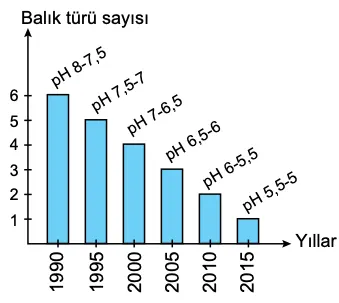 Balık türü sayısı
pH 8-7,5
pH 7,5-7
pH 7-6,5
pH 6,5-6
pH 6-5,5
pH 5,5-5
6
5
4
3
2
1
Yıllar
1990
1995
2000
2005
2010
2015